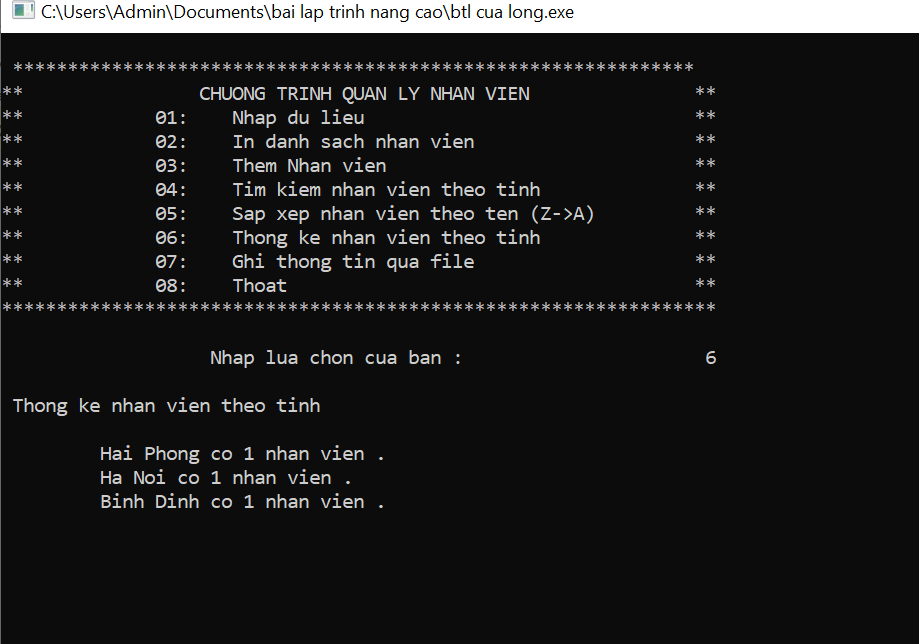 C:\Users\Admin\Documents\bai lap trinh nang cao\btl cua long.exe
**************************************************************
** CHUONG TRINH QUAN LY NHAN VIEN **
** 01: Nhap du lieu **
** 02: In danh sach nhan vien **
** 03: Them Nhan vien **
** 04: Tim kiem nhan vien theo tinh **
** 05: Sap xep nhan vien theo ten (Z->A) **
** 06: Thong ke nhan vien theo tinh **
** 07: Ghi thong tin qua file **
** 08: Thoat **
*****************************************************************
Nhap lua chon cua ban : 6
Thong ke nhan vien theo tinh
Hai Phong co 1 nhan vien .
Ha Noi co 1 nhan vien .
Binh Dinh co 1 nhan vien .